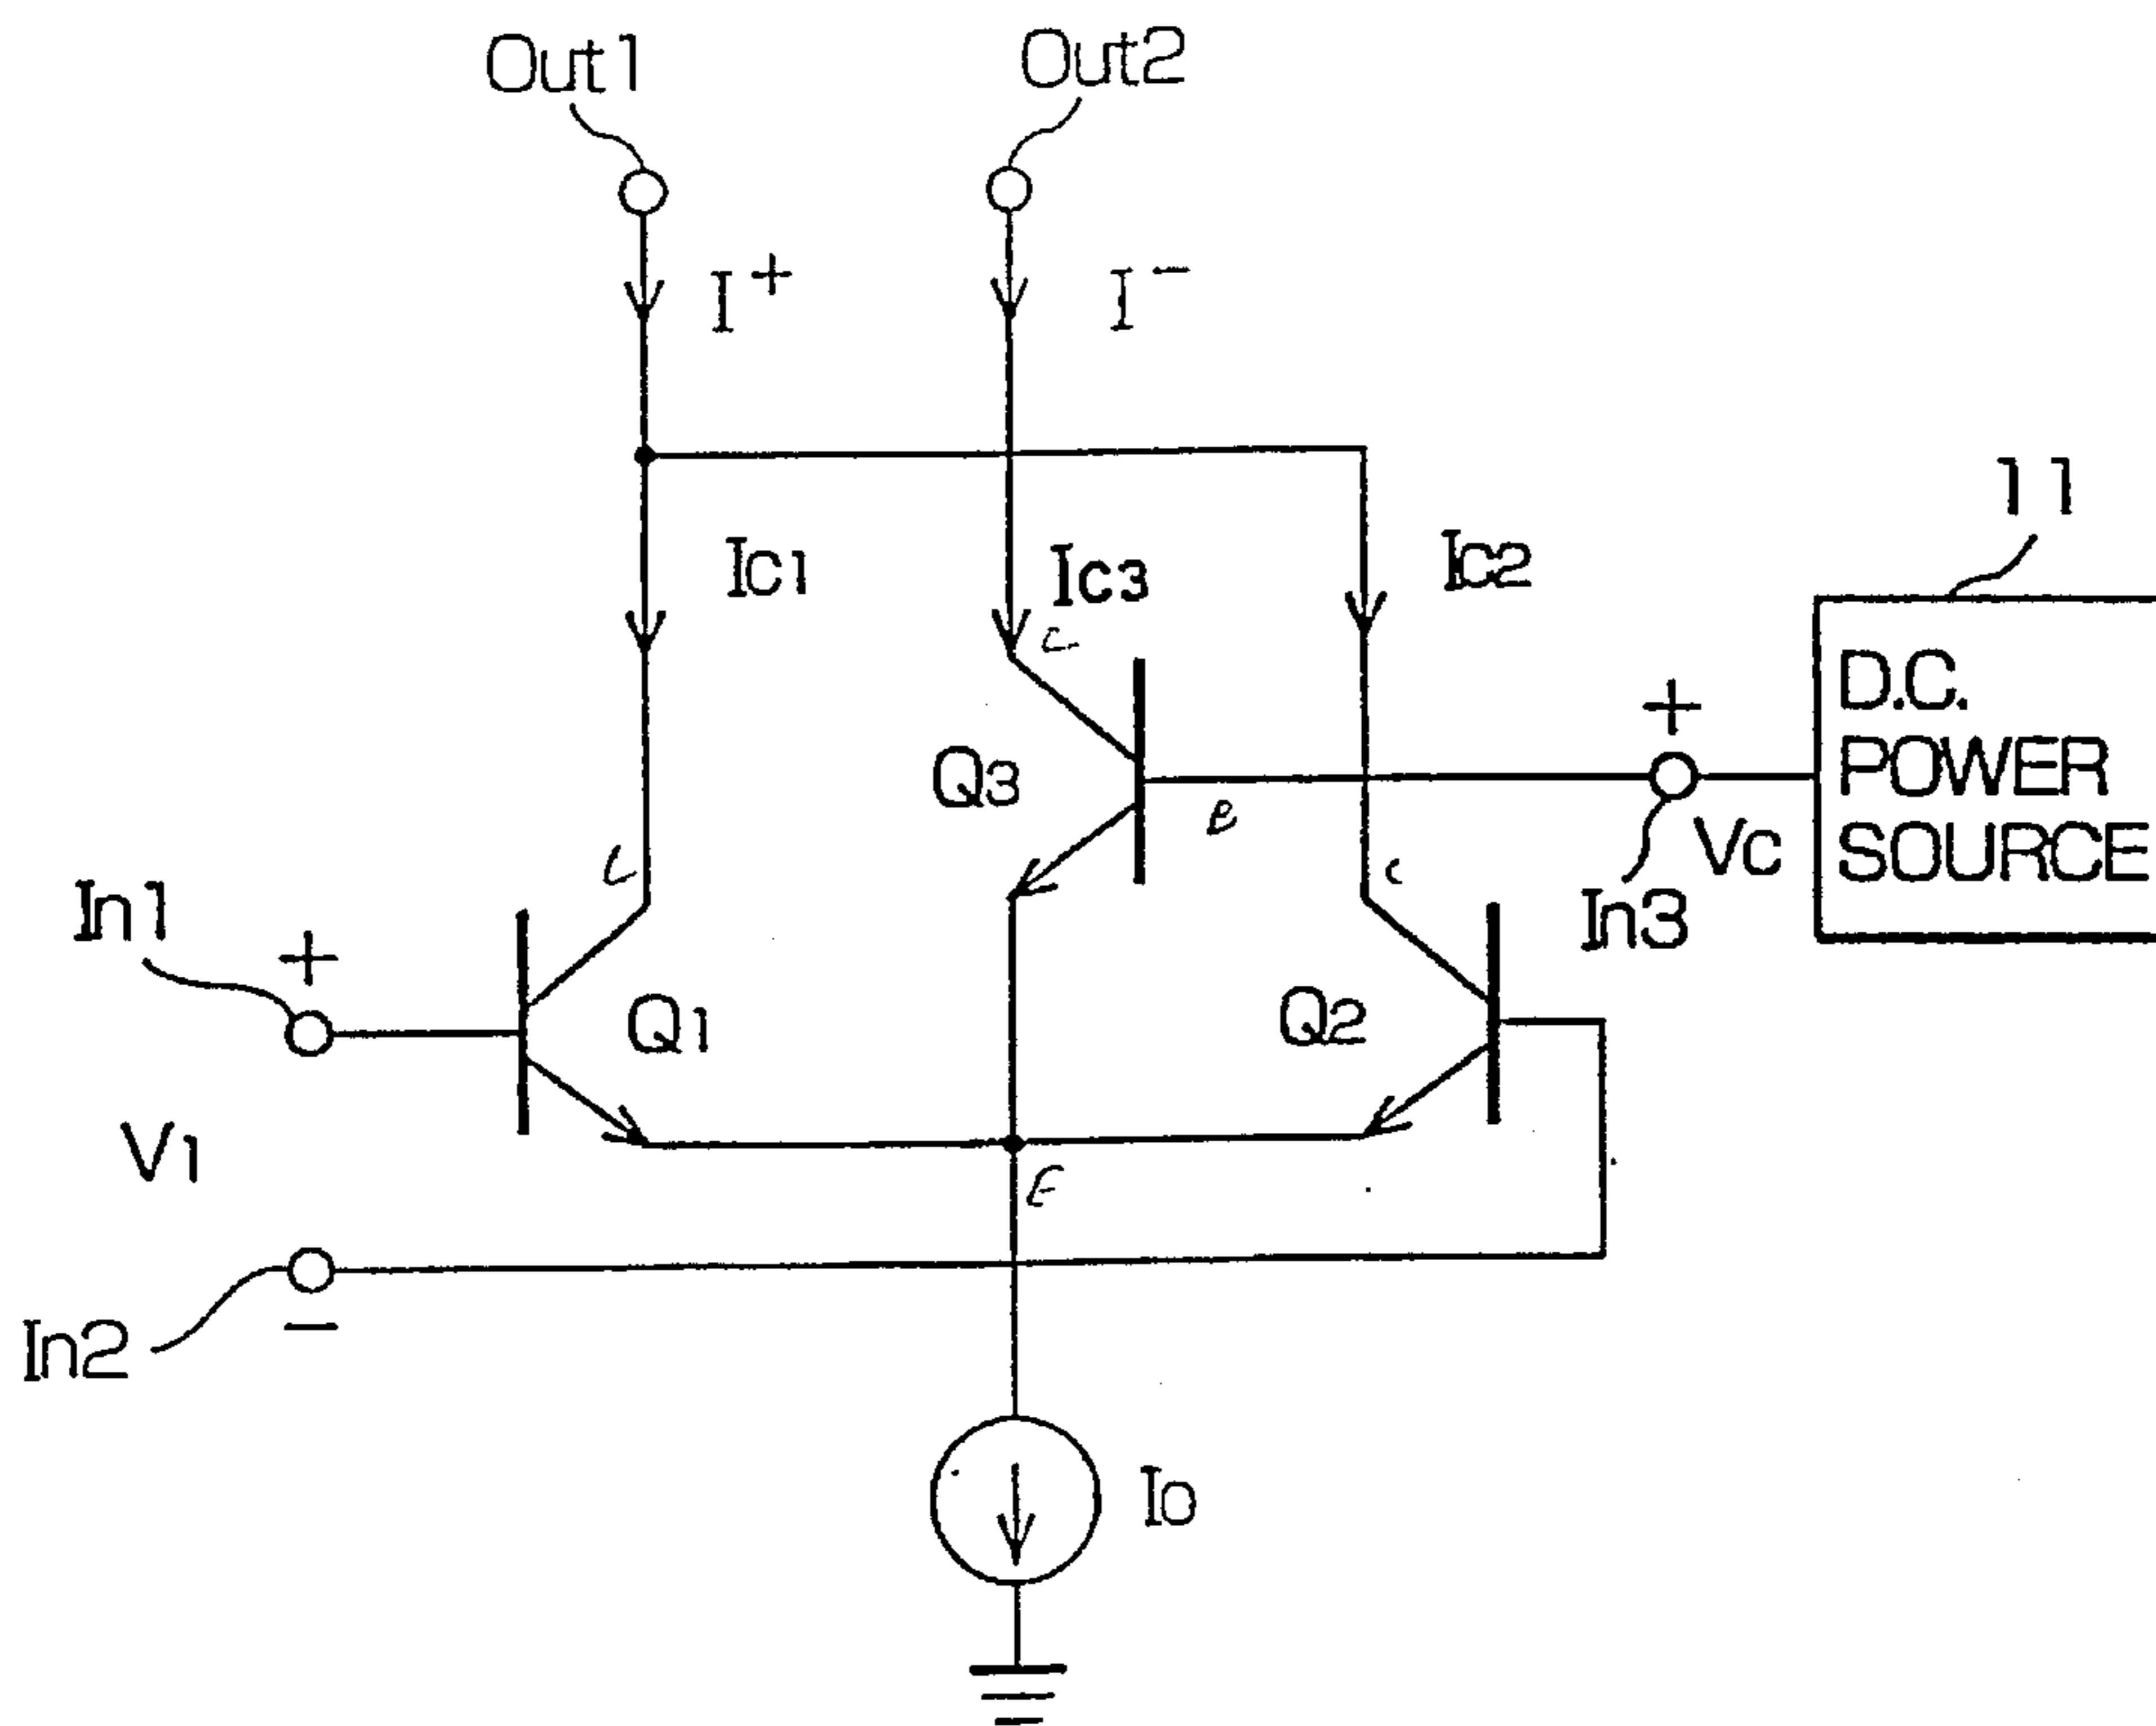 Out1
Out2
I+
I−
Ic1
Ic3
Ic2
11
c
D.C.
POWER
SOURCE
+
Q3
Vc
In3
In1
+
c
Q1
Q2
V1
E
In2
−
Io